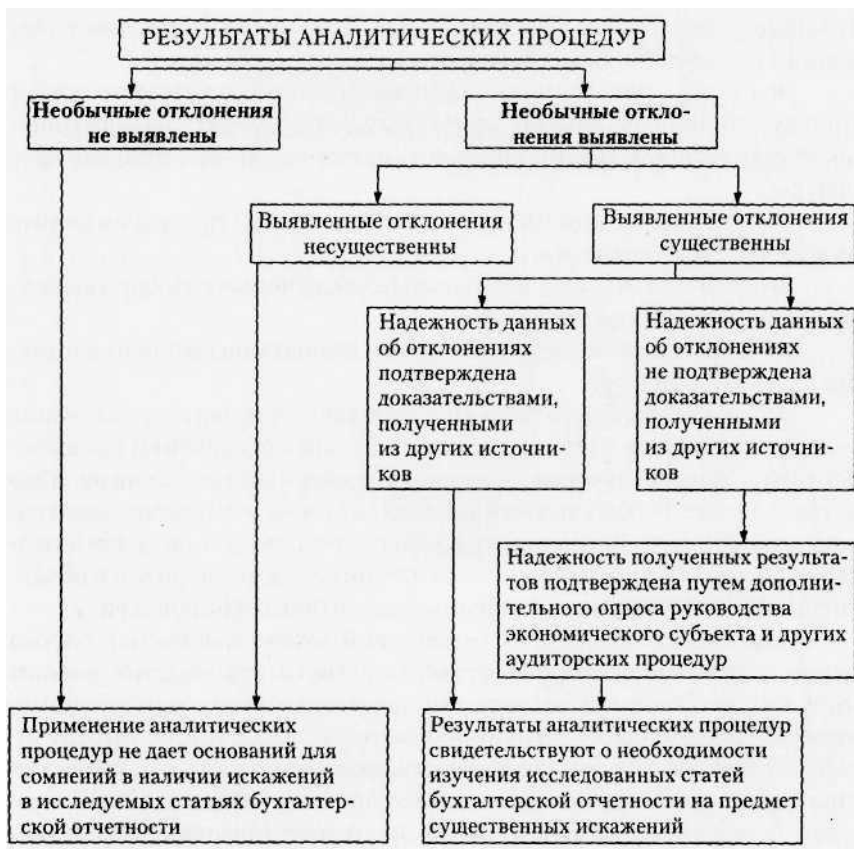 РЕЗУЛЬТАТЫ АНАЛИТИЧЕСКИХ ПРОЦЕДУР
Необычные отклонения
не выявлены
Необычные откло-
нения выявлены
Выявленные отклонения
несущественны
Выявленные отклонения
существенны
Надежность данных
об отклонениях
подтверждена
доказательствами,
полученными
из других источни-
ков
Надежность данных
об отклонениях
не подтверждена
доказательствами,
полученными
из других источни-
ков
Надежность полученных результа-
тов подтверждена путем дополни-
тельного опроса руководства
экономического субъекта и других
аудиторских процедур
Применение аналитических
процедур не дает оснований для
сомнений в наличии искажений
в исследуемых статьях бухгалтер-
ской отчетности
Результаты аналитических процедур
свидетельствуют о необходимости
изучения исследованных статей
бухгалтерской отчетности на предмет
существенных искажений